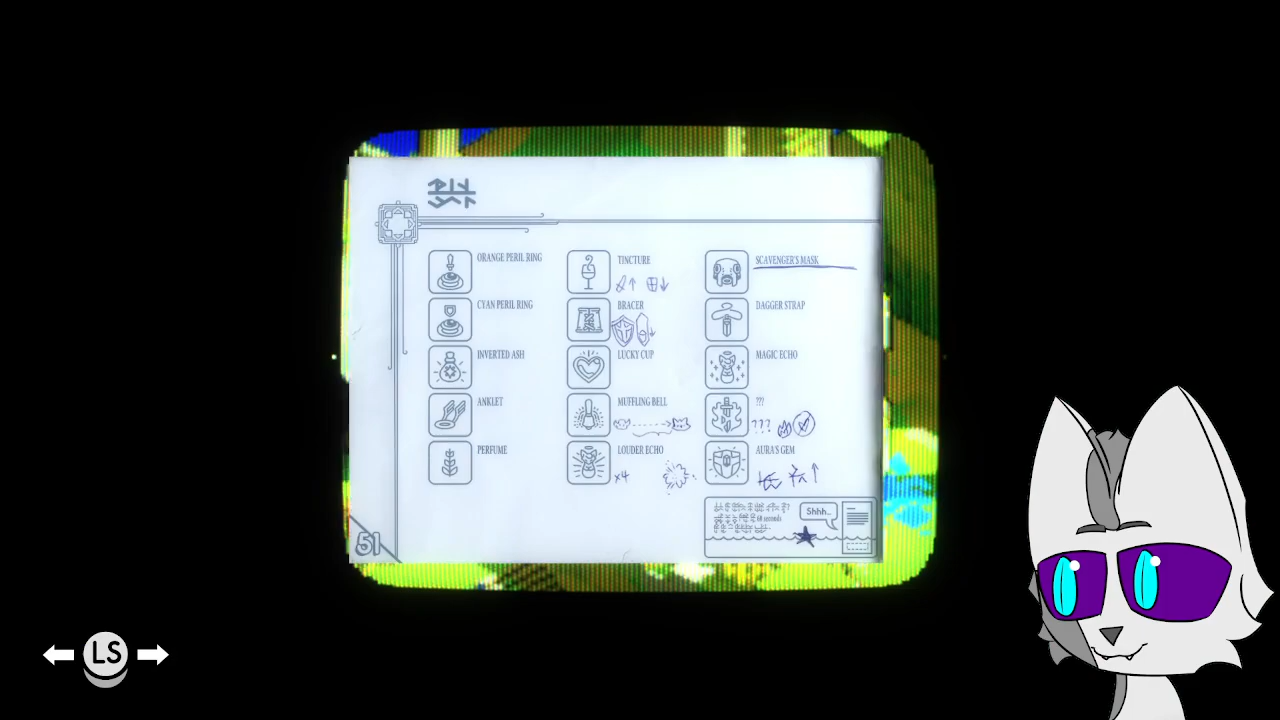 ORANGE PERIL RING
TINCTURE
SCAVENGER'S MASK
CYAN PERIL RING
BRACER
DAGGER STRAP
INVERTED ASH
LUCKY CUP
MAGIC ECHO
ANKLET
MUFFLING BELL
???
???
PERFUME
LOUDER ECHO
x4
AURA'S GEM
60 seconds
Shhh..
51
LS